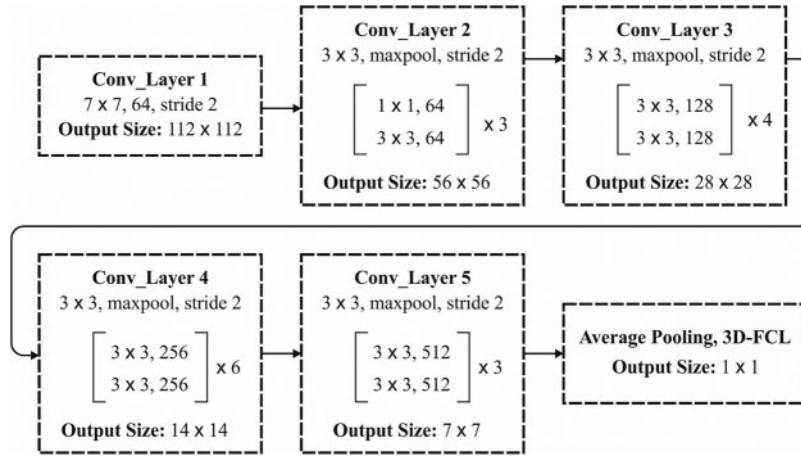 Conv_Layer 1
7 x 7, 64, stride 2
Output Size: 112 x 112
Conv_Layer 2
3 x 3, maxpool, stride 2
1 x 1, 64
3 x 3, 64
x 3
Output Size: 56 x 56
Conv_Layer 3
3 x 3, maxpool, stride 2
3 x 3, 128
3 x 3, 128
x 4
Output Size: 28 x 28
Conv_Layer 4
3 x 3, maxpool, stride 2
3 x 3, 256
3 x 3, 256
x 6
Output Size: 14 x 14
Conv_Layer 5
3 x 3, maxpool, stride 2
3 x 3, 512
3 x 3, 512
x 3
Output Size: 7 x 7
Average Pooling, 3D-FCL
Output Size: 1 x 1